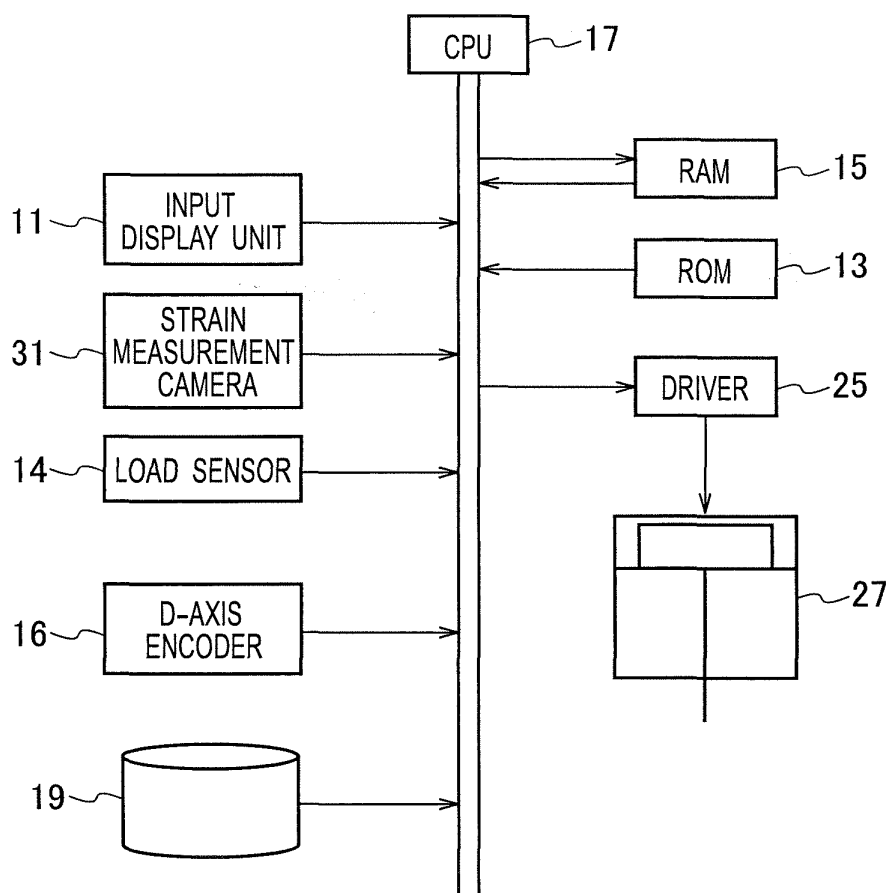 CPU
17
RAM
15
11
INPUT
DISPLAY UNIT
ROM
13
31
STRAIN
MEASUREMENT
CAMERA
DRIVER
25
14
LOAD SENSOR
16
D-AXIS
ENCODER
27
19